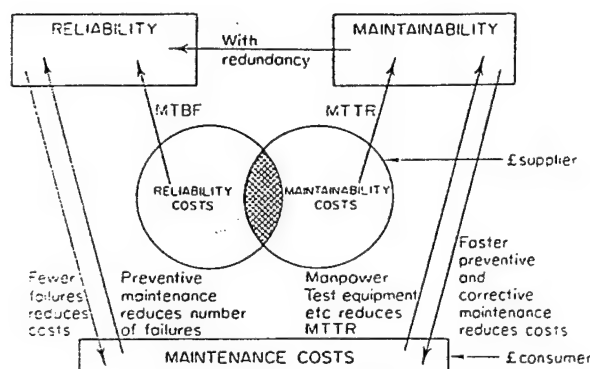 RELIABILITY
With
redundancy
MAINTAINABILITY
MTBF
MTTR
RELIABILITY
COSTS
MAINTAINABILITY
COSTS
£supplier
Fewer
failures
reduces
costs
Preventive
maintenance
reduces number
of failures
Manpower
Test equipment
etc reduces
MTTR
Faster
preventive
and
corrective
maintenance
reduces costs
MAINTENANCE COSTS
£consumer